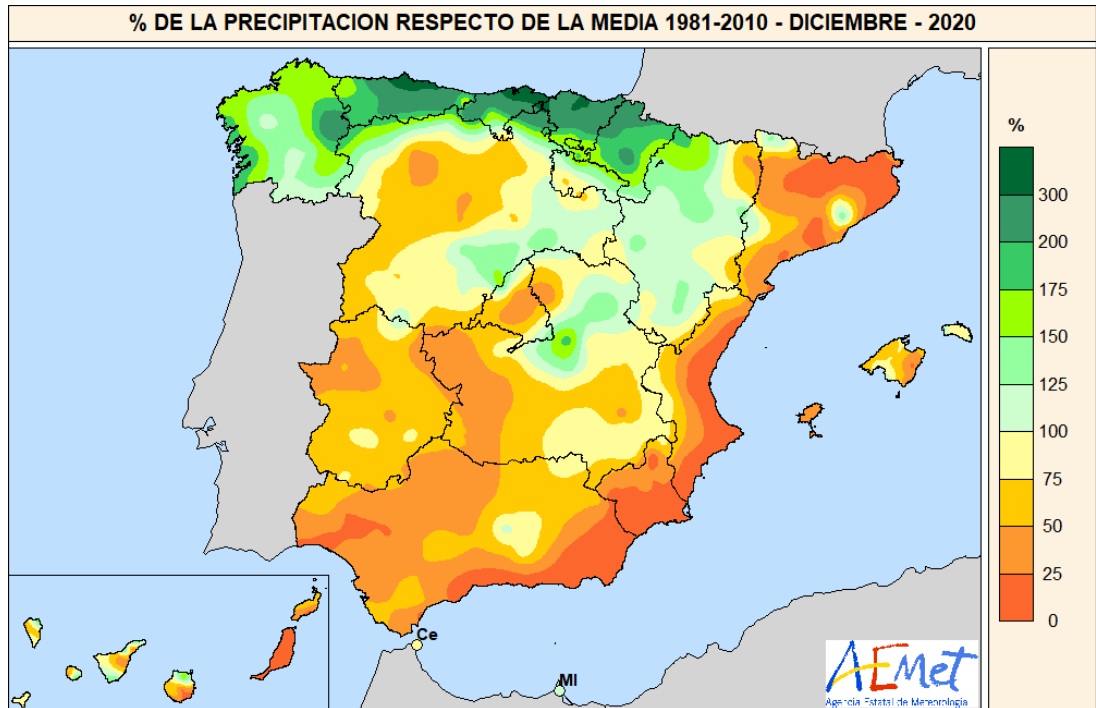 % DE LA PRECIPITACION RESPECTO DE LA MEDIA 1981-2010 - DICIEMBRE - 2020
%
300
200
175
150
125
100
75
50
25
0
Ce
Ml
AEMet
Agencia Estatal de Meteorología